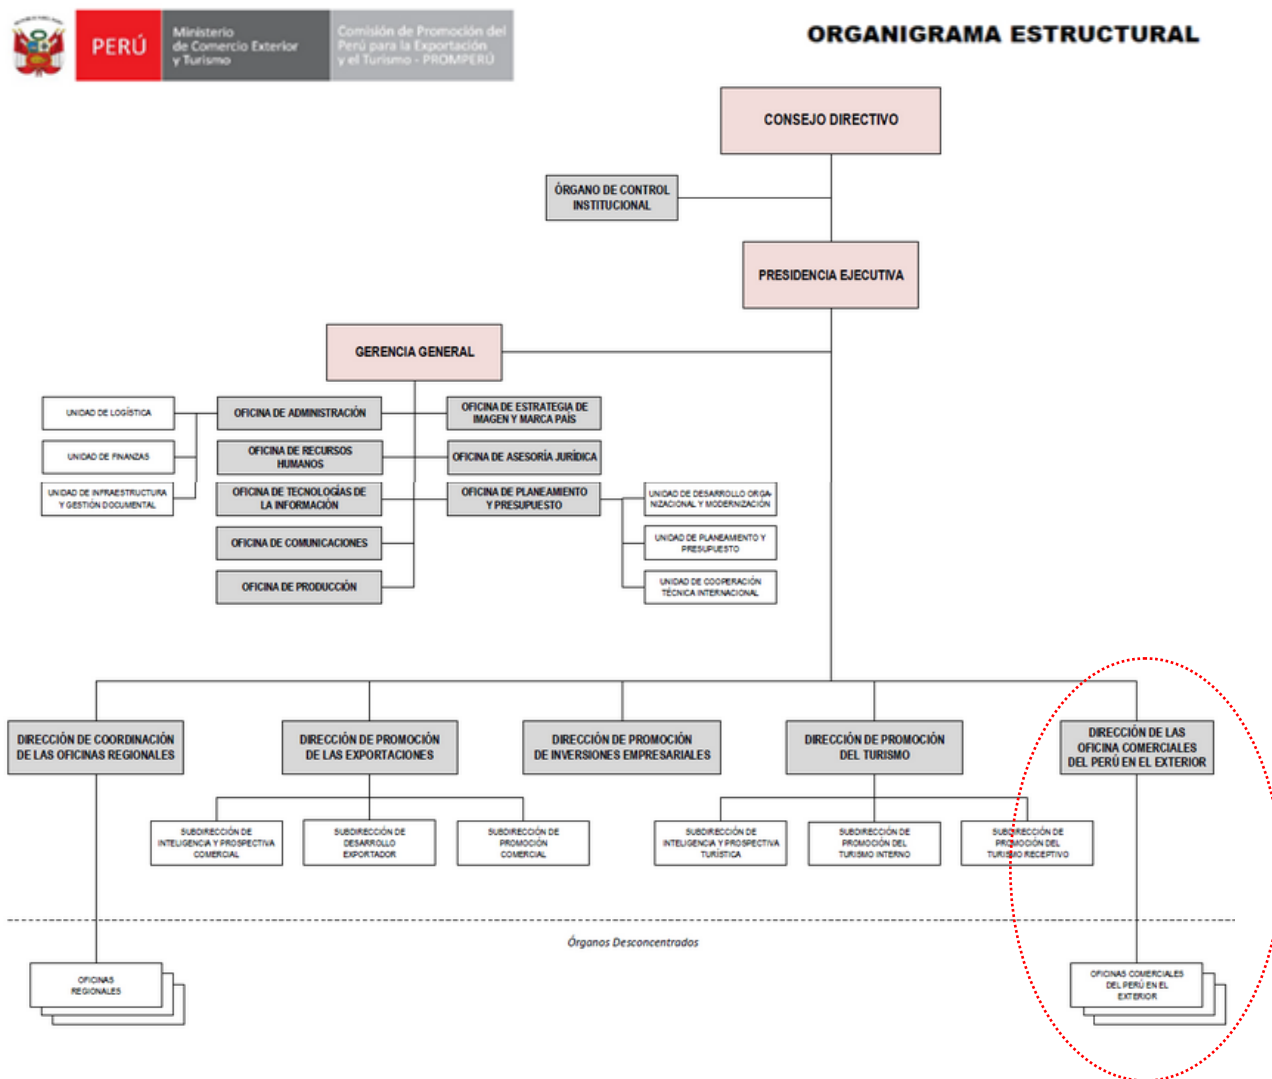 PERÚ
Ministerio
de Comercio Exterior
y Turismo
Comisión de Promoción del
Perú para la Exportación
y el Turismo - PROMPERÚ
ORGANIGRAMA ESTRUCTURAL
CONSEJO DIRECTIVO
ÓRGANO DE CONTROL
INSTITUCIONAL
PRESIDENCIA EJECUTIVA
GERENCIA GENERAL
UNIDAD DE LOGÍSTICA
OFICINA DE ADMINISTRACIÓN
OFICINA DE ESTRATEGIA DE
IMAGEN Y MARCA PAÍS
UNIDAD DE FINANZAS
OFICINA DE RECURSOS
HUMANOS
OFICINA DE ASESORÍA JURÍDICA
UNIDAD DE INFRAESTRUCTURA
Y GESTIÓN DOCUMENTAL
OFICINA DE TECNOLOGÍAS DE
LA INFORMACIÓN
OFICINA DE PLANEAMIENTO
Y PRESUPUESTO
UNIDAD DE DESARROLLO ORGA-
NIZACIONAL Y MODERNIZACIÓN
OFICINA DE COMUNICACIONES
UNIDAD DE PLANEAMIENTO Y
PRESUPUESTO
OFICINA DE PRODUCCIÓN
UNIDAD DE COOPERACIÓN
TÉCNICA INTERNACIONAL
DIRECCIÓN DE COORDINACIÓN
DE LAS OFICINAS REGIONALES
DIRECCIÓN DE PROMOCIÓN
DE LAS EXPORTACIONES
DIRECCIÓN DE PROMOCIÓN
DE INVERSIONES EMPRESARIALES
DIRECCIÓN DE PROMOCIÓN
DEL TURISMO
DIRECCIÓN DE LAS
OFICINA COMERCIALES
DEL PERÚ EN EL EXTERIOR
SUBDIRECCIÓN DE
INTELIGENCIA Y PROSPECTIVA
COMERCIAL
SUBDIRECCIÓN DE
DESARROLLO
EXPORTADOR
SUBDIRECCIÓN DE
PROMOCIÓN
COMERCIAL
SUBDIRECCIÓN DE
INTELIGENCIA Y PROSPECTIVA
TURÍSTICA
SUBDIRECCIÓN DE
PROMOCIÓN DEL
TURISMO INTERNO
SUBDIRECCIÓN DE
PROMOCIÓN DEL
TURISMO RECEPTIVO
Órganos Desconcentrados
OFICINAS
REGIONALES
OFICINAS COMERCIALES
DEL PERÚ EN EL
EXTERIOR